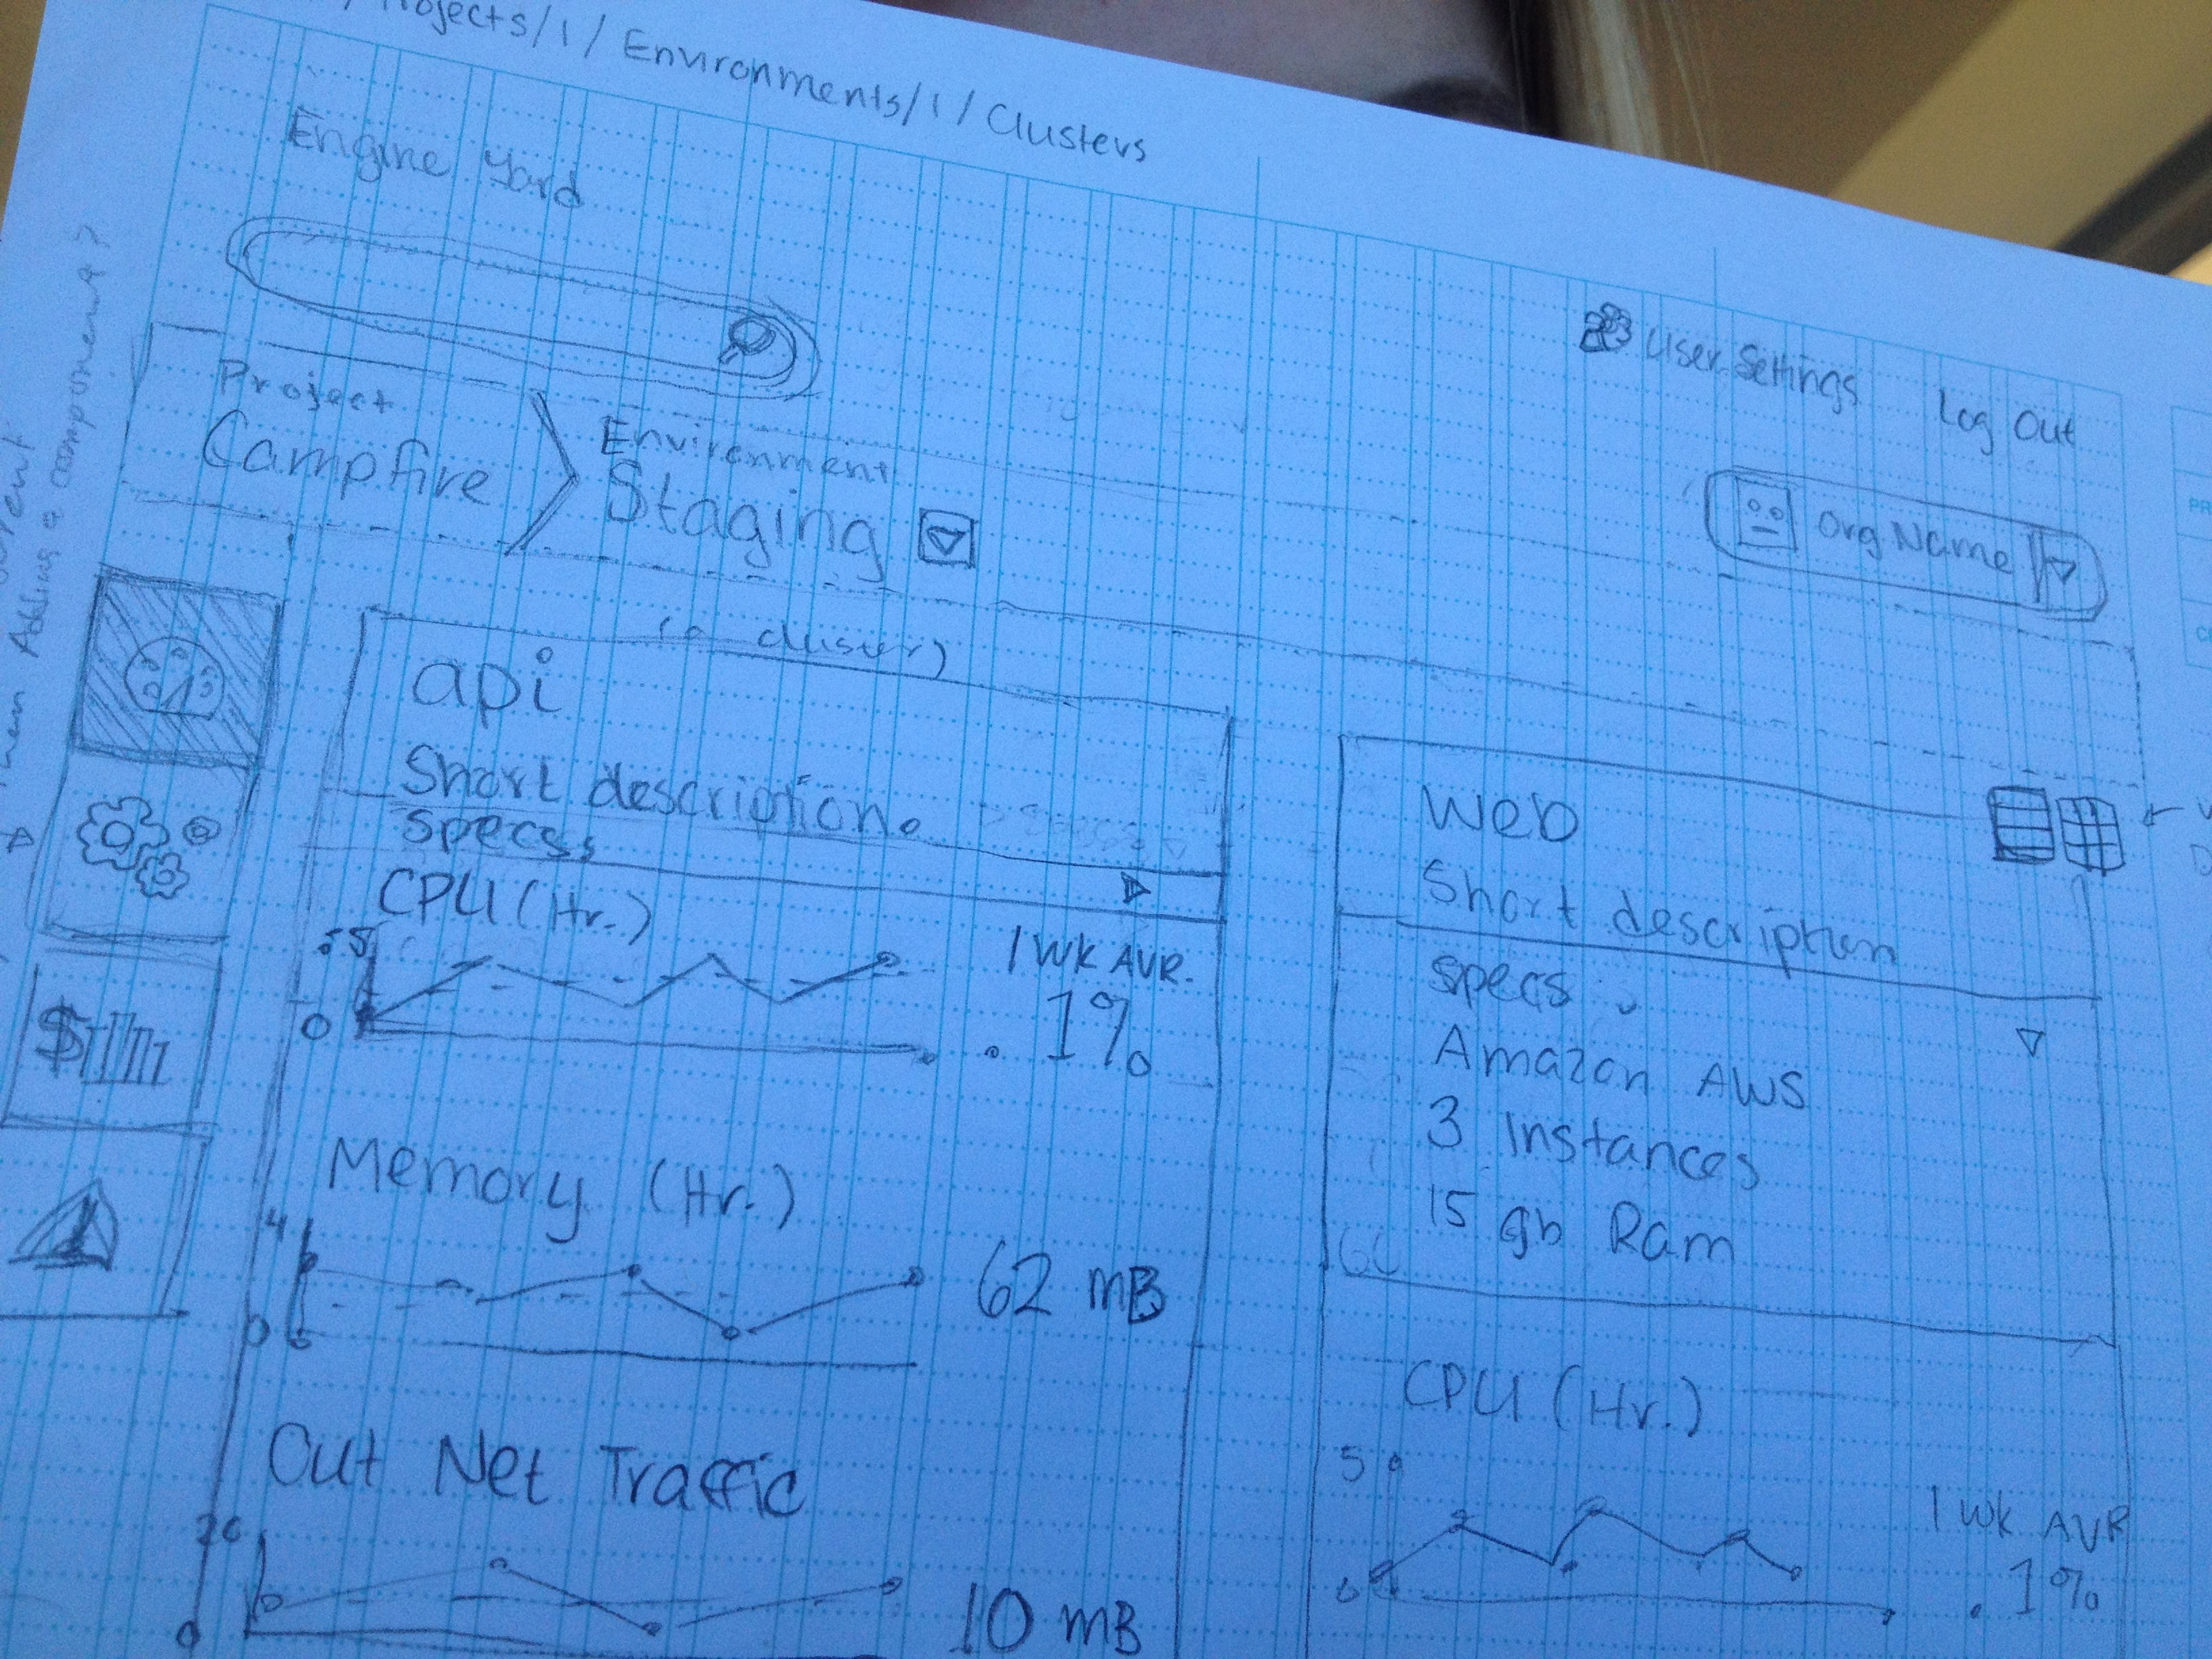 Projects/1/Environments/1/Clusters
Engine Yard
User Settings
Log Out
Project
Campfire
Environment
Staging
Org Name
(a cluster)
api
Short description.
specs
CPU (Hr.)
0
1 WK AVR.
.1%
Memory (Hr.)
4
0
62 mB
Out Net Traffic
20
0
10 mB
$
web
Short description
specs
Amazon AWS
3 Instances
15 gb Ram
CPU (Hr.)
5
0
1 WK AVR
.1%
Adding a component?